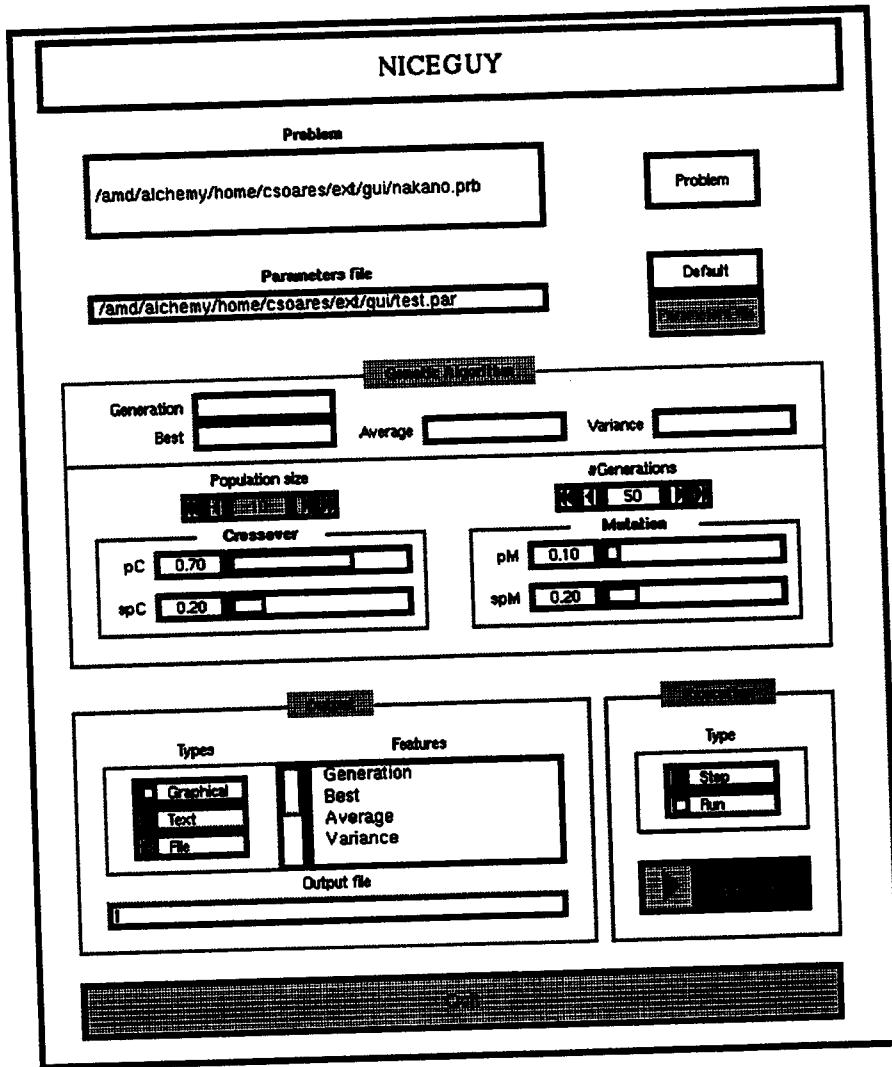 NICEGUY
Problem
/amd/alchemy/home/csoares/ext/gui/nakano.prb
Problem
Parameters file
/amd/alchemy/home/csoares/ext/gui/test.par
Default
Genetic Algorithm
Generation
Best
Average
Variance
Population size
#Generations
50
Crossover
Mutation
pC 0.70
pM 0.10
spC 0.20
spM 0.20
Types
Features
Type
Graphical
Text
File
Generation
Best
Average
Variance
Step
Run
Output file